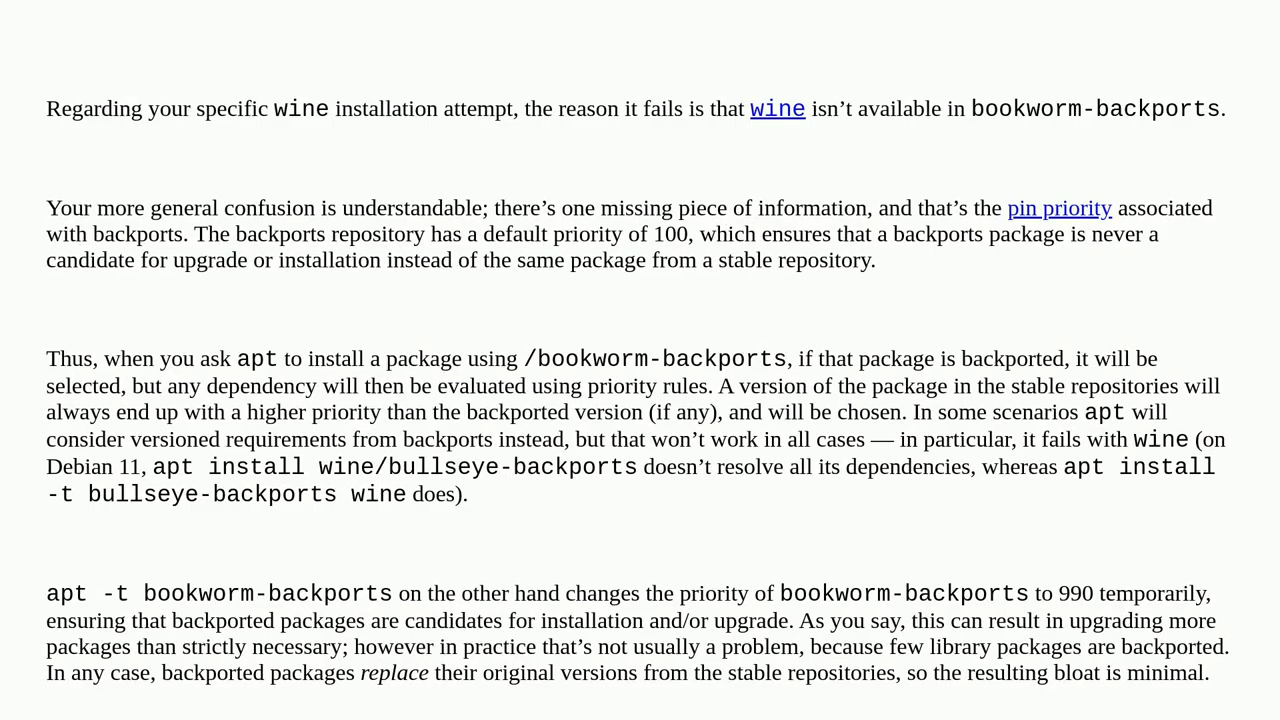 Regarding your specific wine installation attempt, the reason it fails is that wine isn’t available in bookworm-backports.
Your more general confusion is understandable; there’s one missing piece of information, and that’s the pin priority associated
with backports. The backports repository has a default priority of 100, which ensures that a backports package is never a
candidate for upgrade or installation instead of the same package from a stable repository.
Thus, when you ask apt to install a package using /bookworm-backports, if that package is backported, it will be
selected, but any dependency will then be evaluated using priority rules. A version of the package in the stable repositories will
always end up with a higher priority than the backported version (if any), and will be chosen. In some scenarios apt will
consider versioned requirements from backports instead, but that won’t work in all cases — in particular, it fails with wine (on
Debian 11, apt install wine/bullseye-backports doesn’t resolve all its dependencies, whereas apt install
-t bullseye-backports wine does).
apt -t bookworm-backports on the other hand changes the priority of bookworm-backports to 990 temporarily,
ensuring that backported packages are candidates for installation and/or upgrade. As you say, this can result in upgrading more
packages than strictly necessary; however in practice that’s not usually a problem, because few library packages are backported.
In any case, backported packages replace their original versions from the stable repositories, so the resulting bloat is minimal.